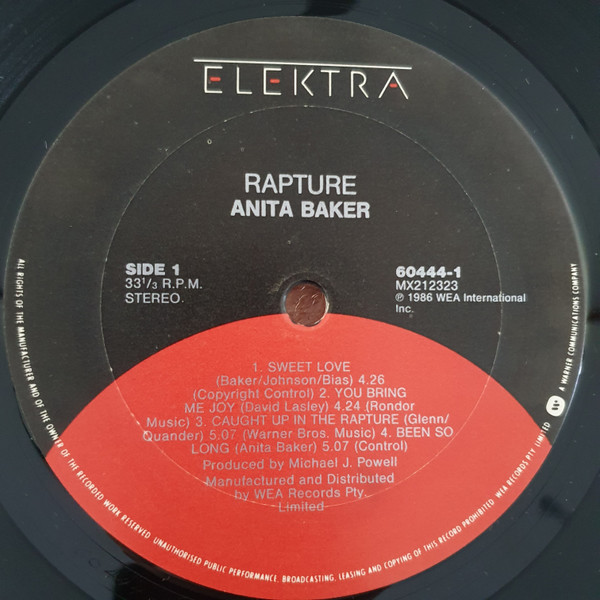 ELEKTRA
RAPTURE
ANITA BAKER
SIDE 1
33 1/3 R.P.M.
STEREO.
60444-1
MX212323
℗ 1986 WEA International
Inc.
1. SWEET LOVE
(Baker/Johnson/Bias) 4.26
(Copyright Control) 2. YOU BRING
ME JOY (David Lasley) 4.24 (Rondor
Music) 3. CAUGHT UP IN THE RAPTURE (Glenn/
Quander) 5.07 (Warner Bros. Music) 4. BEEN SO
LONG (Anita Baker) 5.07 (Control)
Produced by Michael J. Powell
Manufactured and Distributed
by WEA Records Pty.
Limited
ALL RIGHTS OF THE MANUFACTURER AND OF THE OWNER OF THE RECORDED WORK RESERVED. UNAUTHORISED PUBLIC PERFORMANCE, BROADCASTING, LEASING AND COPYING OF THIS RECORD PROHIBITED. WEA RECORDS PTY. LIMITED
A WARNER COMMUNICATIONS COMPANY